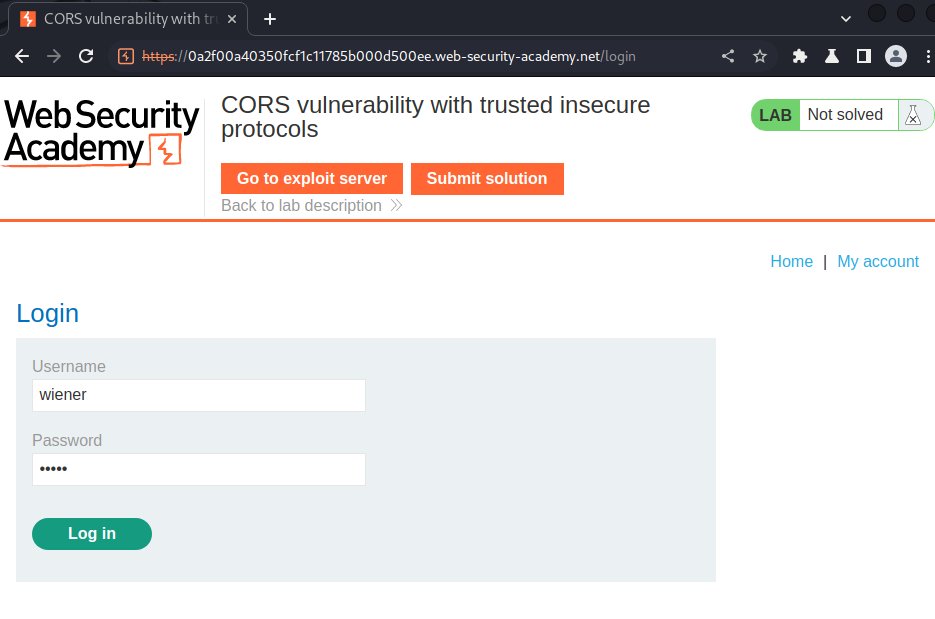 CORS vulnerability with tru
https://0a2f00a40350fcf1c11785b000d500ee.web-security-academy.net/login
Web Security
Academy
CORS vulnerability with trusted insecure
protocols
LAB Not solved
Go to exploit server Submit solution
Back to lab description
Home | My account
Login
Username
wiener
Password
•••••
Log in